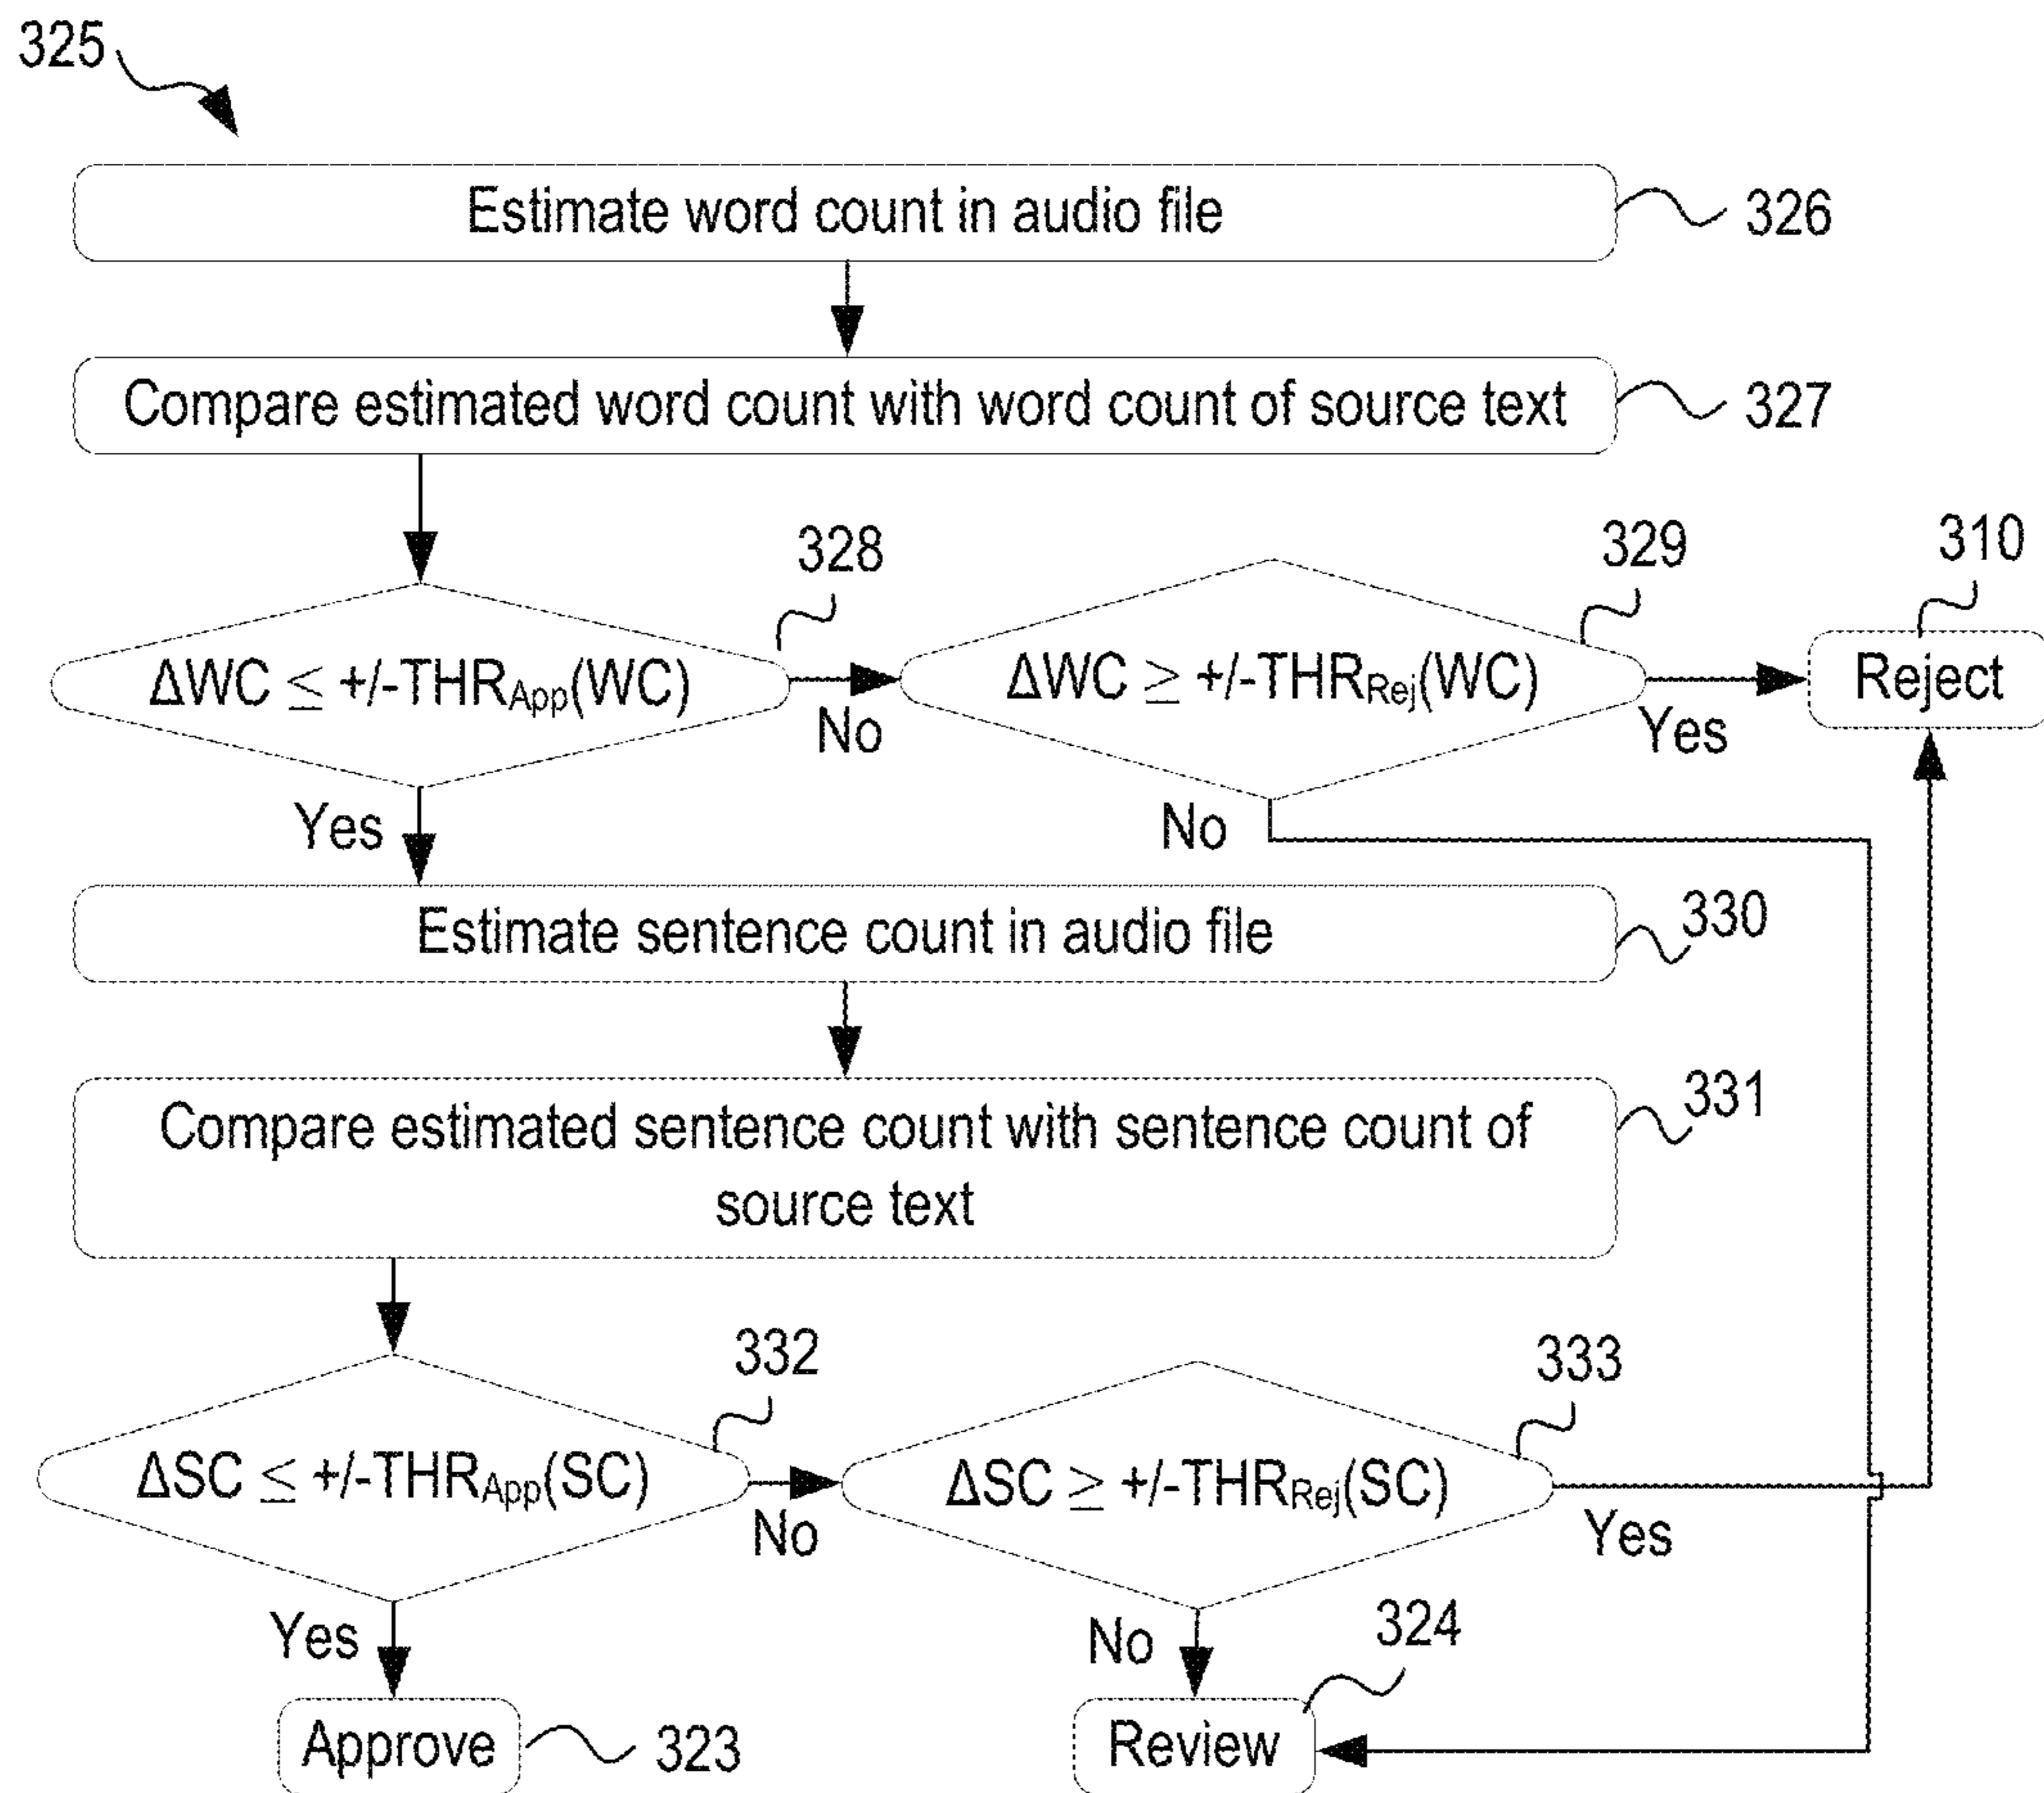 325
Estimate word count in audio file
326
Compare estimated word count with word count of source text
327
328
329
310
ΔWC ≤ +/-THRApp(WC)
No
ΔWC ≥ +/-THRRej(WC)
Yes
Reject
Yes
No
Estimate sentence count in audio file
330
Compare estimated sentence count with sentence count of
source text
331
332
333
ΔSC ≤ +/-THRApp(SC)
No
ΔSC ≥ +/-THRRej(SC)
Yes
Yes
No
324
Approve
323
Review